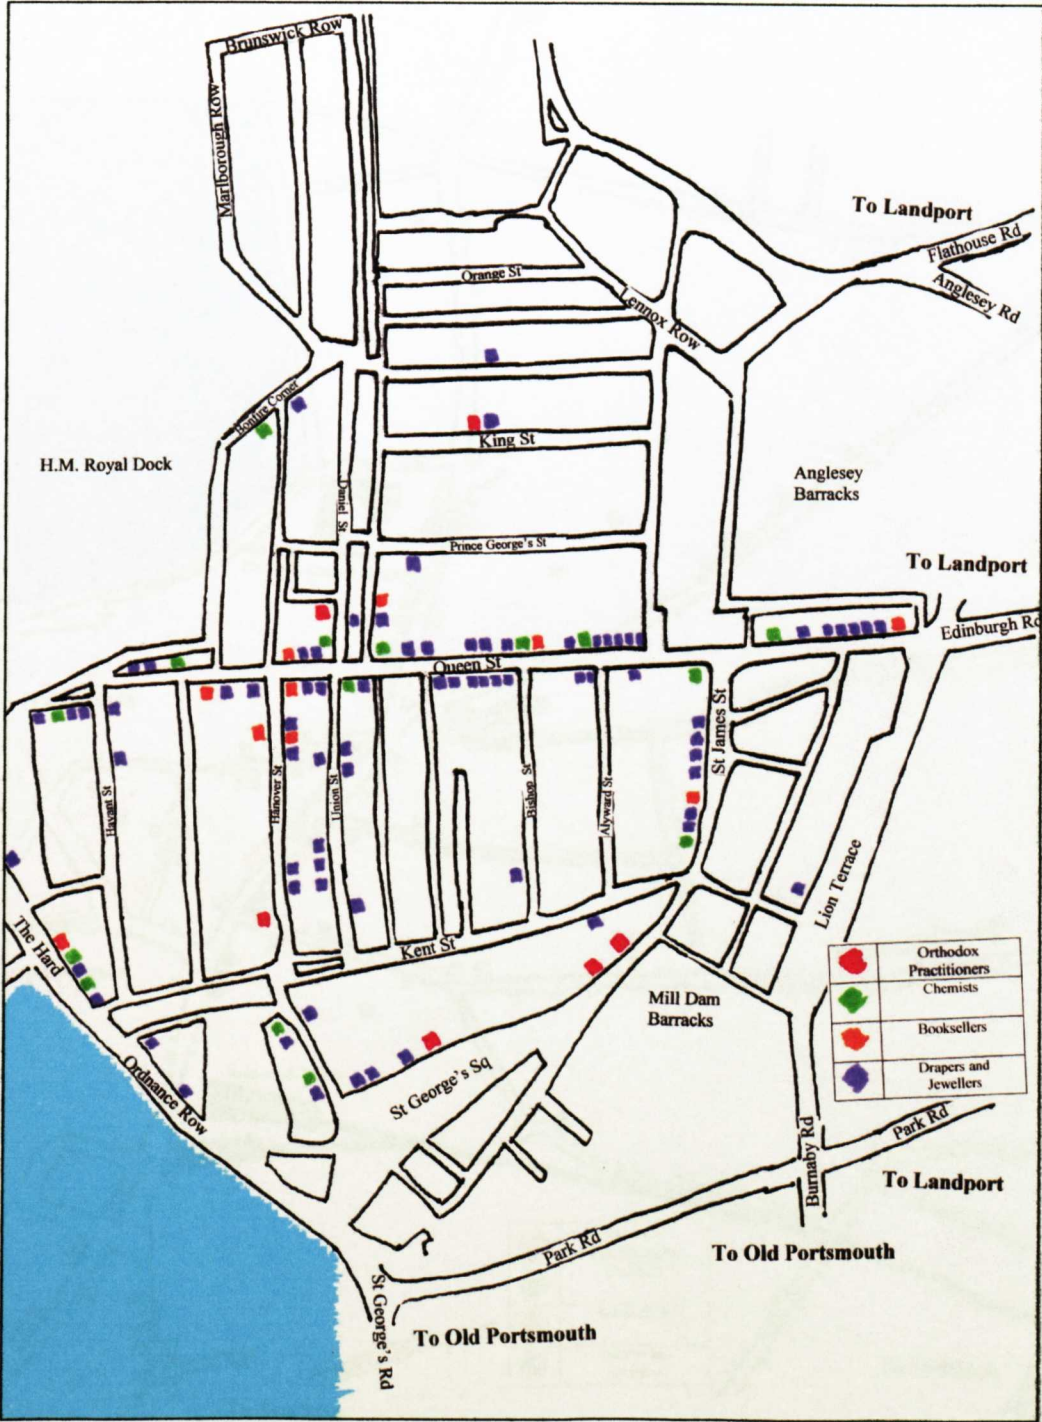 Brunswick Row
Marlborough Row
To Landport
Flathouse Rd
Anglesey Rd
Orange St
Lennox Row
Bonfire Corner
King St
H.M. Royal Dock
Anglesey
Barracks
Daniel St
Prince George's St
To Landport
Edinburgh Rd
Queen St
St James St
Havant St
Hanover St
Union St
Bishop St
Alyward St
Lion Terrace
The Hard
Kent St
Orthodox
Practitioners
Chemists
Booksellers
Drapers and
Jewellers
Mill Dam
Barracks
Ordnance Row
St George's Sq
Burnaby Rd
Park Rd
To Landport
To Old Portsmouth
Park Rd
St George's Rd
To Old Portsmouth